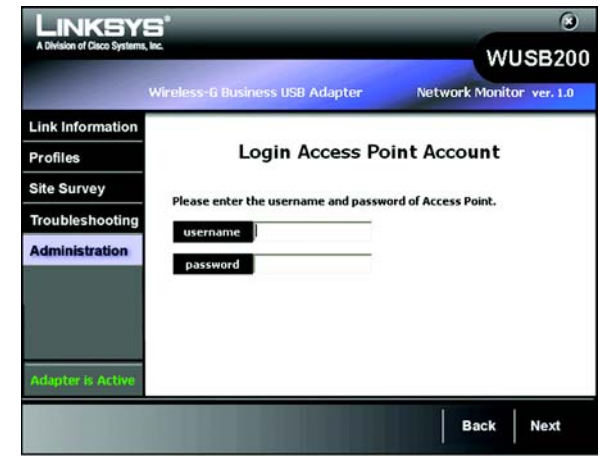 LINKSYS®
A Division of Cisco Systems, Inc.
WUSB200
Wireless-G Business USB Adapter
Network Monitor ver. 1.0
Link Information
Profiles
Site Survey
Troubleshooting
Administration
Adapter is Active
Login Access Point Account
Please enter the username and password of Access Point.
username
password
Back
Next